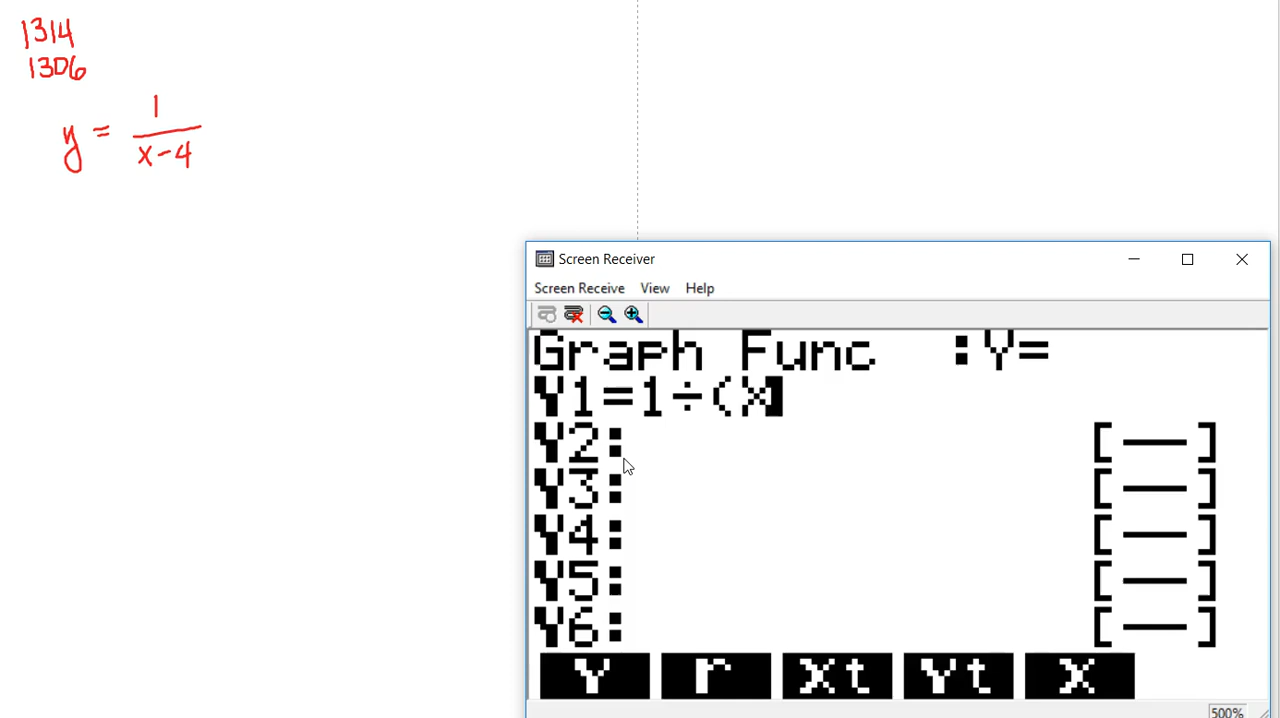 1314
1306
y = 1/(x-4)
Screen Receiver
Screen Receive View Help
Graph Func :Y=
Y1=1÷(X
Y2: [—]
Y3: [—]
Y4: [—]
Y5: [—]
Y6: [—]
Y r Xt Yt X
500%